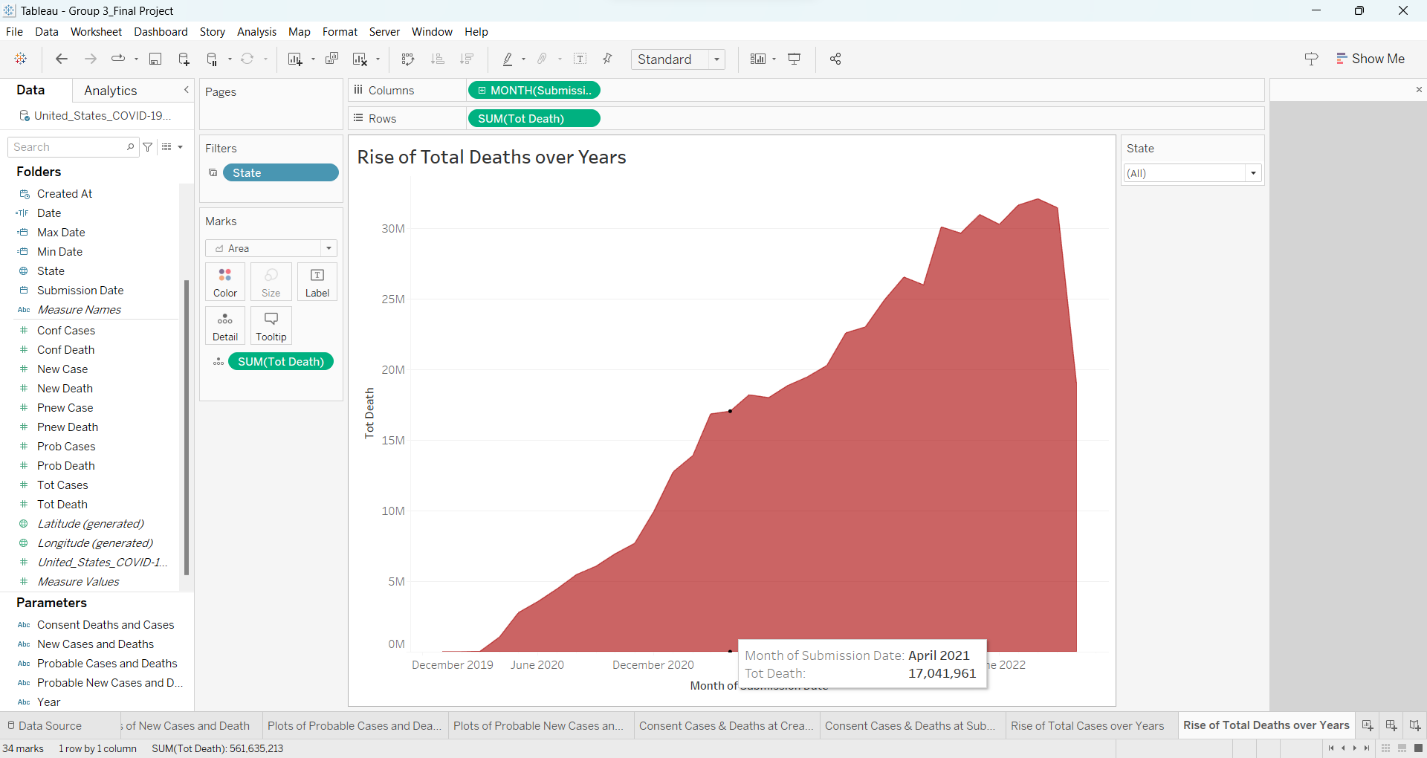 Tableau - Group 3_Final Project
File Data Worksheet Dashboard Story Analysis Map Format Server Window Help
Standard
Show Me
Data
Analytics
United_States_COVID-19...
Search
Folders
Created At
Date
Max Date
Min Date
State
Submission Date
Measure Names
Conf Cases
Conf Death
New Case
New Death
Pnew Case
Pnew Death
Prob Cases
Prob Death
Tot Cases
Tot Death
Latitude (generated)
Longitude (generated)
United_States_COVID-1...
Measure Values
Parameters
Consent Deaths and Cases
New Cases and Deaths
Probable Cases and Deaths
Probable New Cases and D...
Year
Pages
Filters
State
Marks
Area
Color Size Label
Detail Tooltip
SUM(Tot Death)
Columns MONTH(Submissi..
Rows SUM(Tot Death)
Rise of Total Deaths over Years
30M
25M
20M
15M
10M
5M
0M
Tot Death
December 2019 June 2020 December 2020 ne 2022
Month of Submission Date
Month of Submission Date: April 2021
Tot Death: 17,041,961
State
(All)
Data Source
s of New Cases and Death
Plots of Probable Cases and Dea...
Plots of Probable New Cases an...
Consent Cases & Deaths at Crea...
Consent Cases & Deaths at Sub...
Rise of Total Cases over Years
Rise of Total Deaths over Years
34 marks 1 row by 1 column SUM(Tot Death): 561,635,213